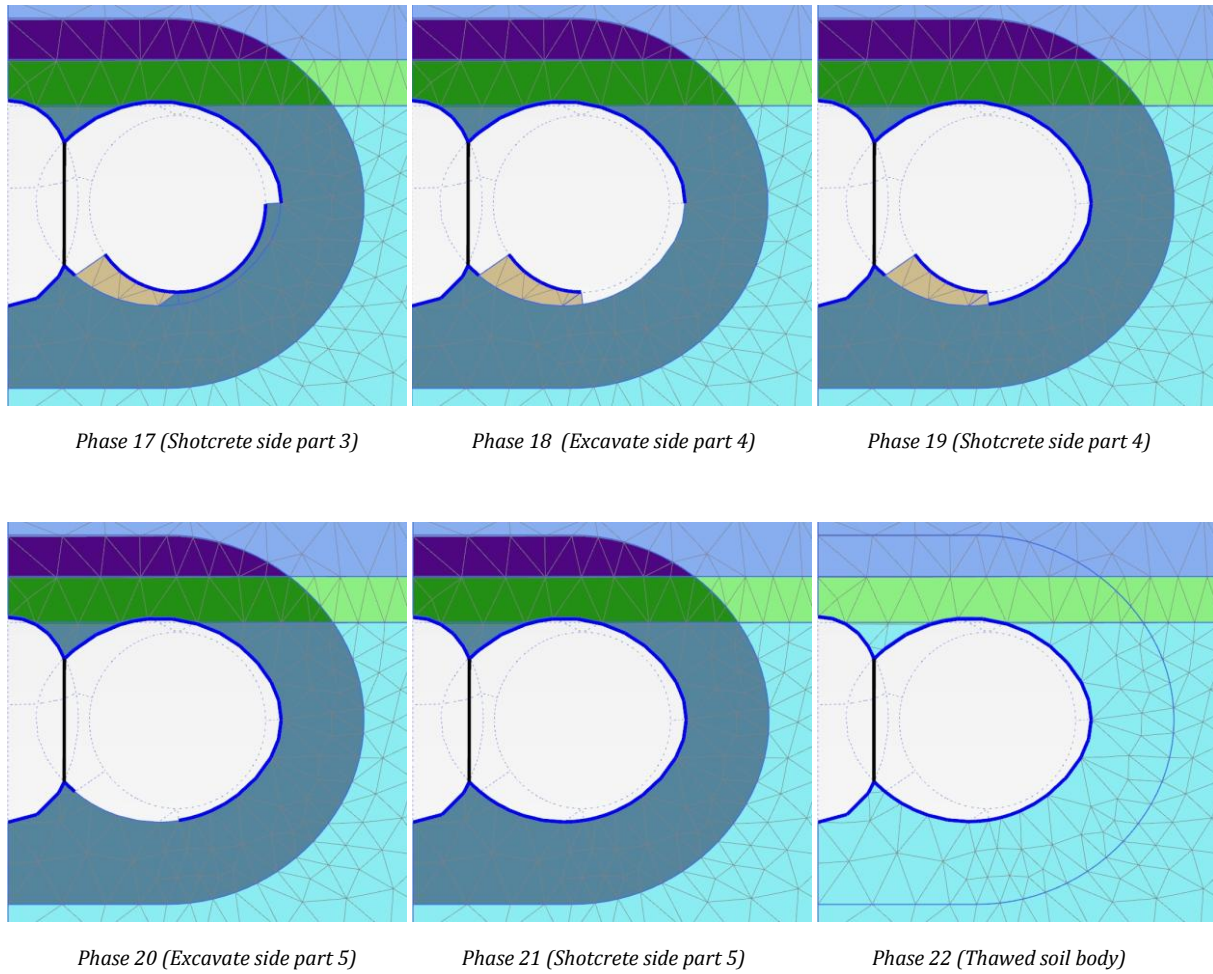 Phase 17 (Shotcrete side part 3)
Phase 18 (Excavate side part 4)
Phase 19 (Shotcrete side part 4)
Phase 20 (Excavate side part 5)
Phase 21 (Shotcrete side part 5)
Phase 22 (Thawed soil body)